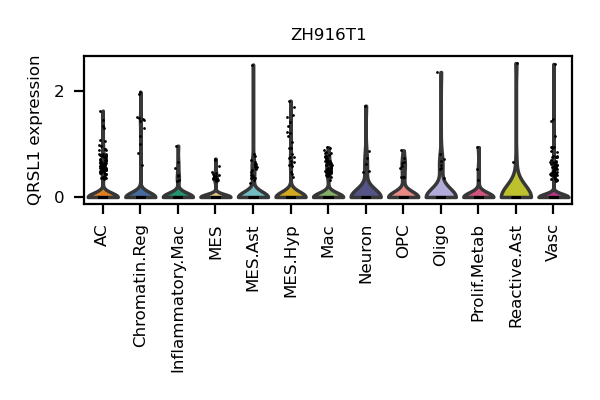 ZH916T1
QRSL1 expression
2
0
AC
Chromatin.Reg
Inflammatory.Mac
MES
MES.Ast
MES.Hyp
Mac
Neuron
OPC
Oligo
Prolif.Metab
Reactive.Ast
Vasc